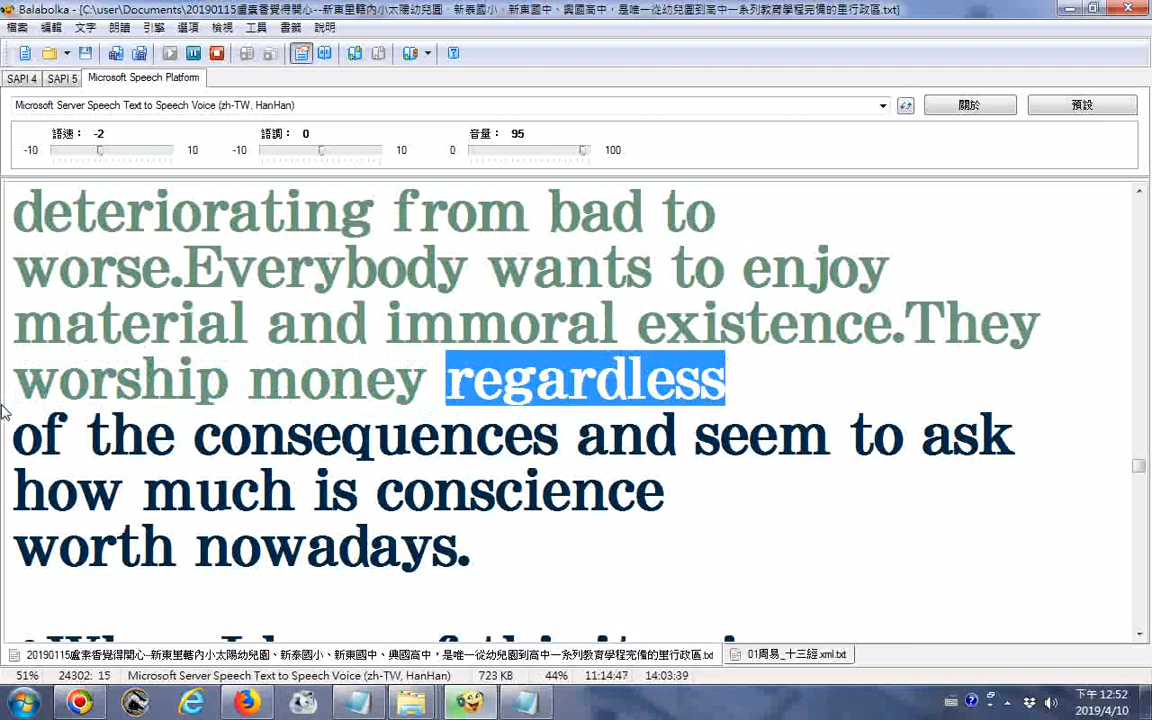 Balabolka - [C:\user\Documents\20190115盧素香覺得開心--新東里轄內小太陽幼兒園、新泰國小、新東國中、興國高中，是唯一從幼兒園到高中一系列教育學程完備的里行政區.txt]
檔案 編輯 文字 朗讀 引擎 選項 檢視 工具 書籤 說明
SAPI 4 SAPI 5 Microsoft Speech Platform
Microsoft Server Speech Text to Speech Voice (zh-TW, HanHan) 關於 預設
語速： -2 語調： 0 音量： 95
-10 10 -10 10 0 100
deteriorating from bad to
worse.Everybody wants to enjoy
material and immoral existence.They
worship money regardless
of the consequences and seem to ask
how much is conscience
worth nowadays.
20190115盧素香覺得開心--新東里轄內小太陽幼兒園、新泰國小、新東國中、興國高中，是唯一從幼兒園到高中一系列教育學程完備的里行政區.txt 01周易_十三經.xml.txt
51% 24302: 15 Microsoft Server Speech Text to Speech Voice (zh-TW, HanHan) 723 KB 44% 11:14:47 14:03:39
下午 12:52
2019/4/10